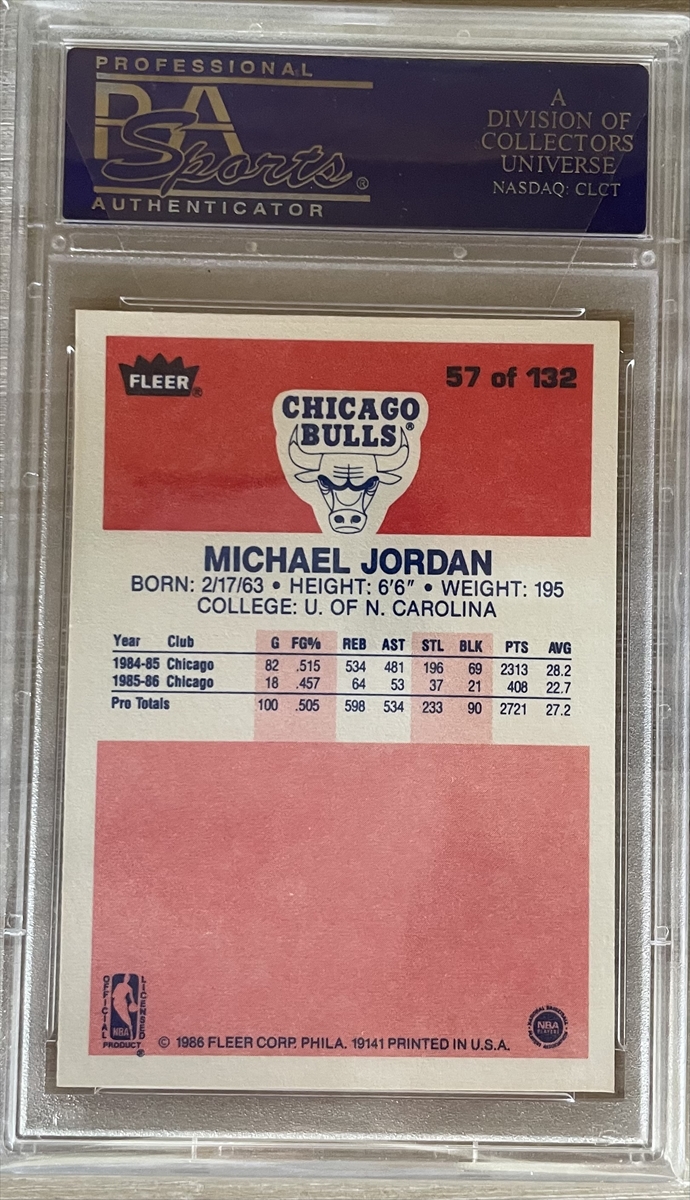 PROFESSIONAL
PSA
Sports®
AUTHENTICATOR
A
DIVISION OF
COLLECTORS
UNIVERSE
NASDAQ: CLCT
FLEER®
57 of 132
CHICAGO
BULLS®
MICHAEL JORDAN
BORN: 2/17/63 • HEIGHT: 6'6" • WEIGHT: 195
COLLEGE: U. OF N. CAROLINA
Year Club G FG% REB AST STL BLK PTS AVG
1984-85 Chicago 82 .515 534 481 196 69 2313 28.2
1985-86 Chicago 18 .457 64 53 37 21 408 22.7
Pro Totals 100 .505 598 534 233 90 2721 27.2
OFFICIAL
LICENSED
NBA
PRODUCT®
© 1986 FLEER CORP. PHILA. 19141 PRINTED IN U.S.A.
NBA
PLAYERS